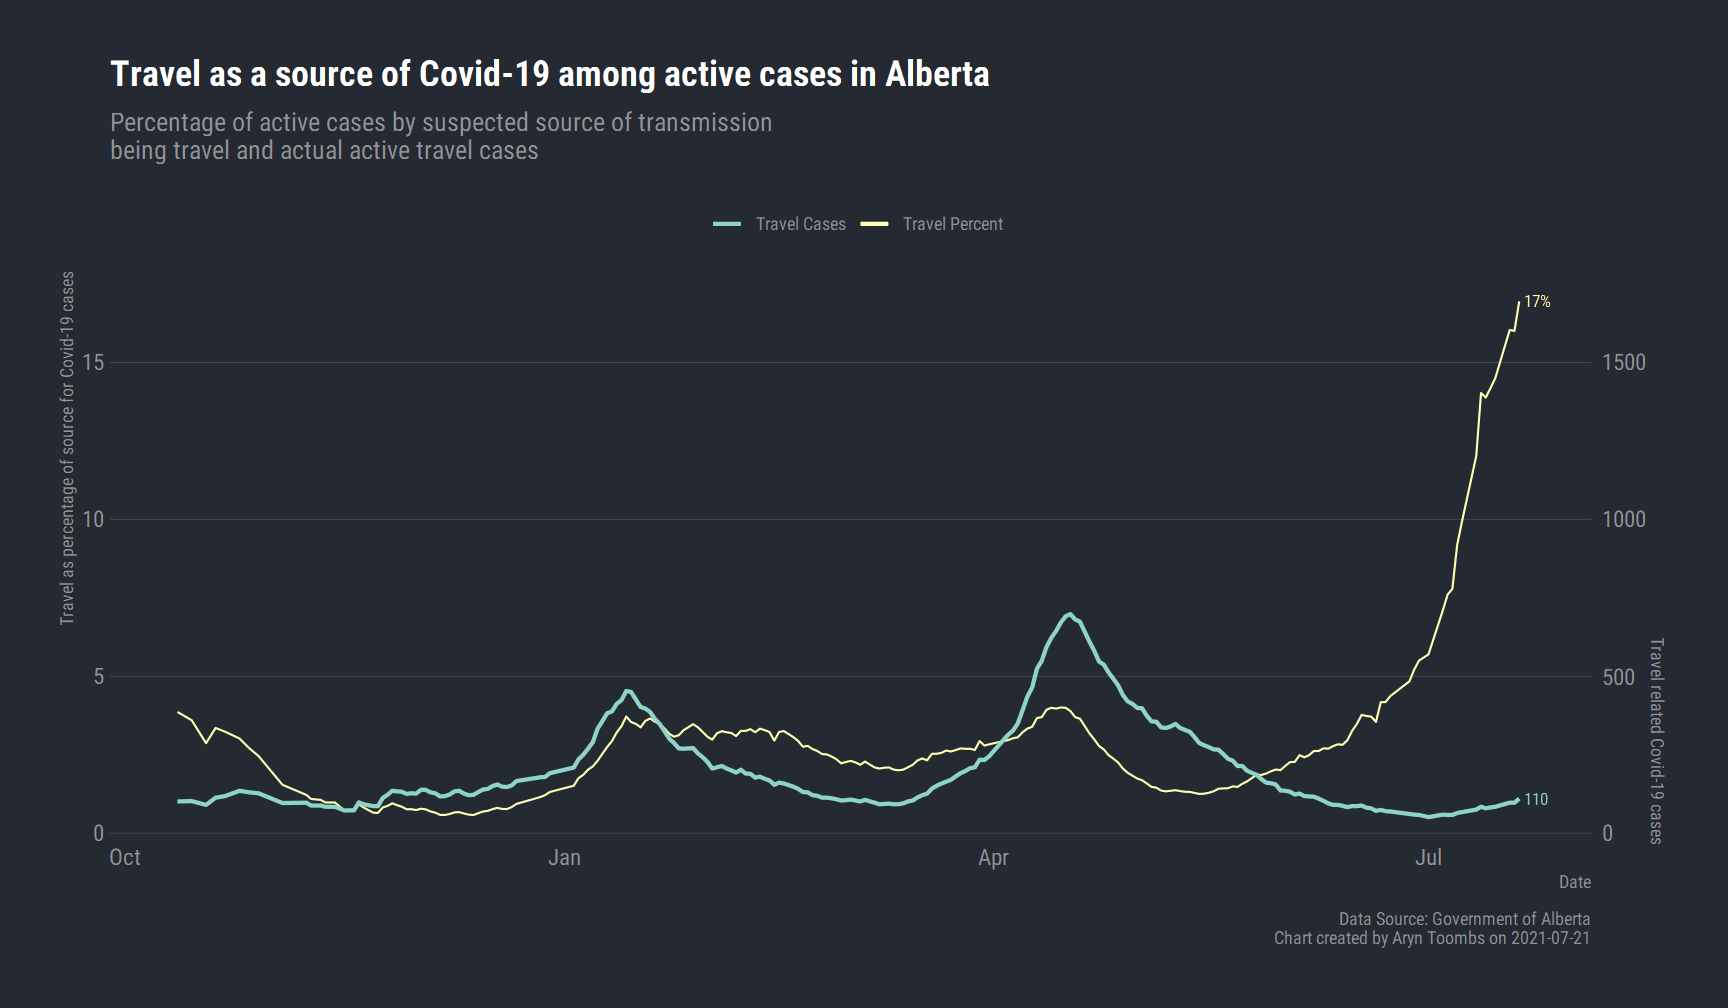 Travel as a source of Covid-19 among active cases in Alberta
Percentage of active cases by suspected source of transmission
being travel and actual active travel cases
Travel Cases
Travel Percent
Travel as percentage of source for Covid-19 cases
15
10
5
0
1500
1000
500
0
Travel related Covid-19 cases
17%
110
Oct
Jan
Apr
Jul
Date
Data Source: Government of Alberta
Chart created by Aryn Toombs on 2021-07-21